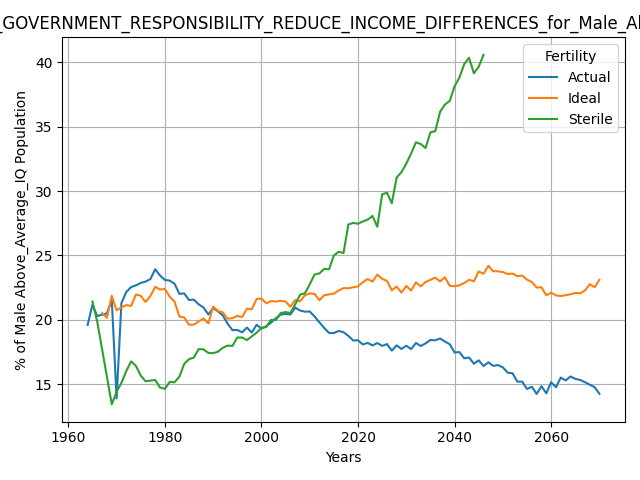 _GOVERNMENT_RESPONSIBILITY_REDUCE_INCOME_DIFFERENCES_for_Male_Al
Fertility
Actual
Ideal
Sterile
% of Male Above_Average_IQ Population
40
35
30
25
20
15
1960
1980
2000
2020
2040
2060
Years